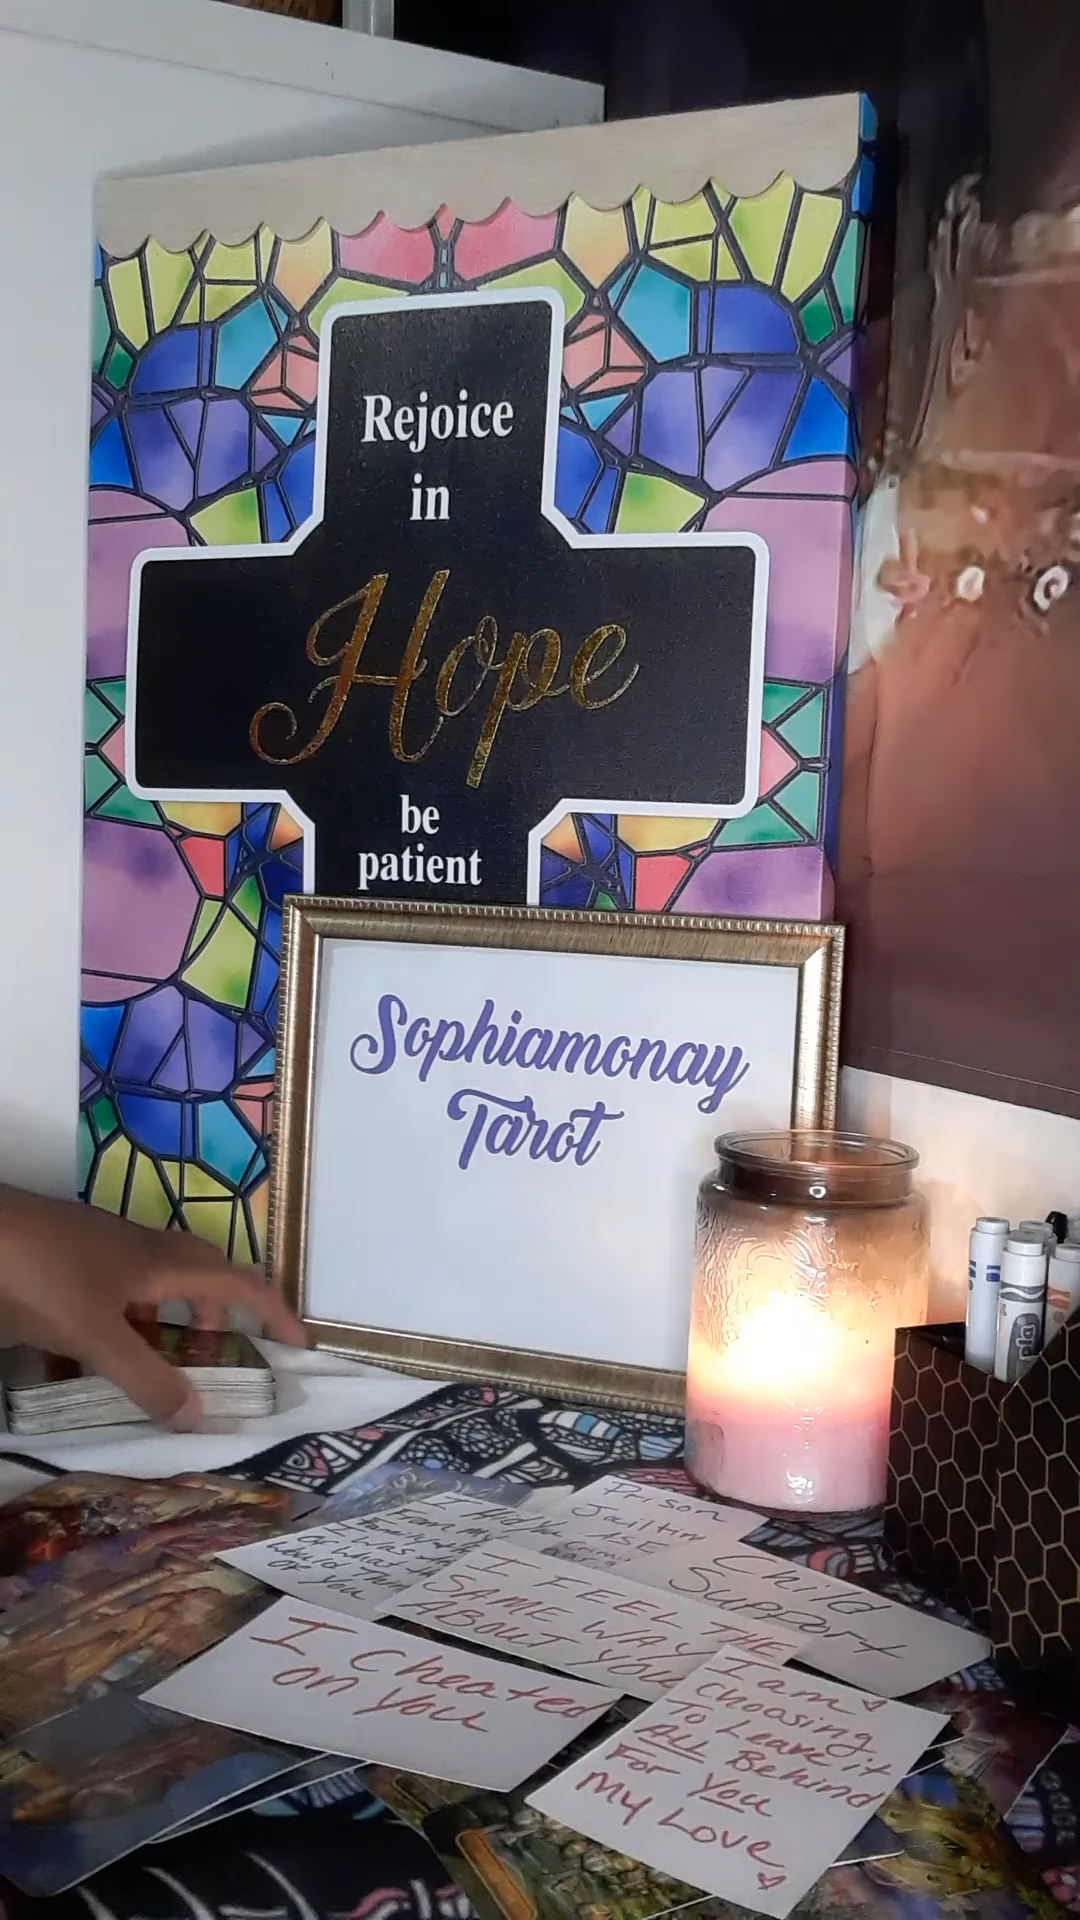 Rejoice
in
Hope
be
patient
Sophiamonay
Tarot
Prison
Child
Support
I FEEL THE
SAME WAY
ABOUT YOU
I Cheated
on You
I am
Choosing
To Leave it
ALL Behind
For You
My Love